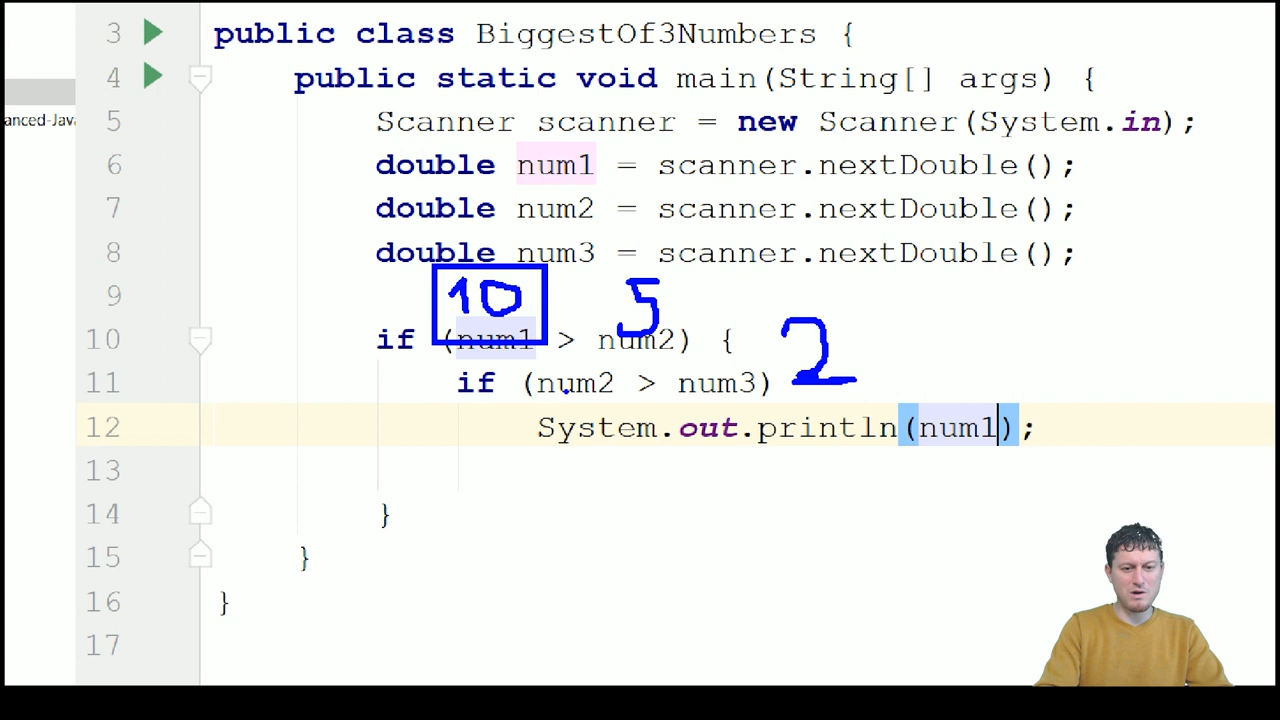 3 public class BiggestOf3Numbers {
4 public static void main(String[] args) {
anced-Java
5 Scanner scanner = new Scanner(System.in);
6 double num1 = scanner.nextDouble();
7 double num2 = scanner.nextDouble();
8 double num3 = scanner.nextDouble();
9
10 5
10 if (num1 > num2) {
2
11 if (num2 > num3)
12 System.out.println(num1);
13
14 }
15 }
16 }
17